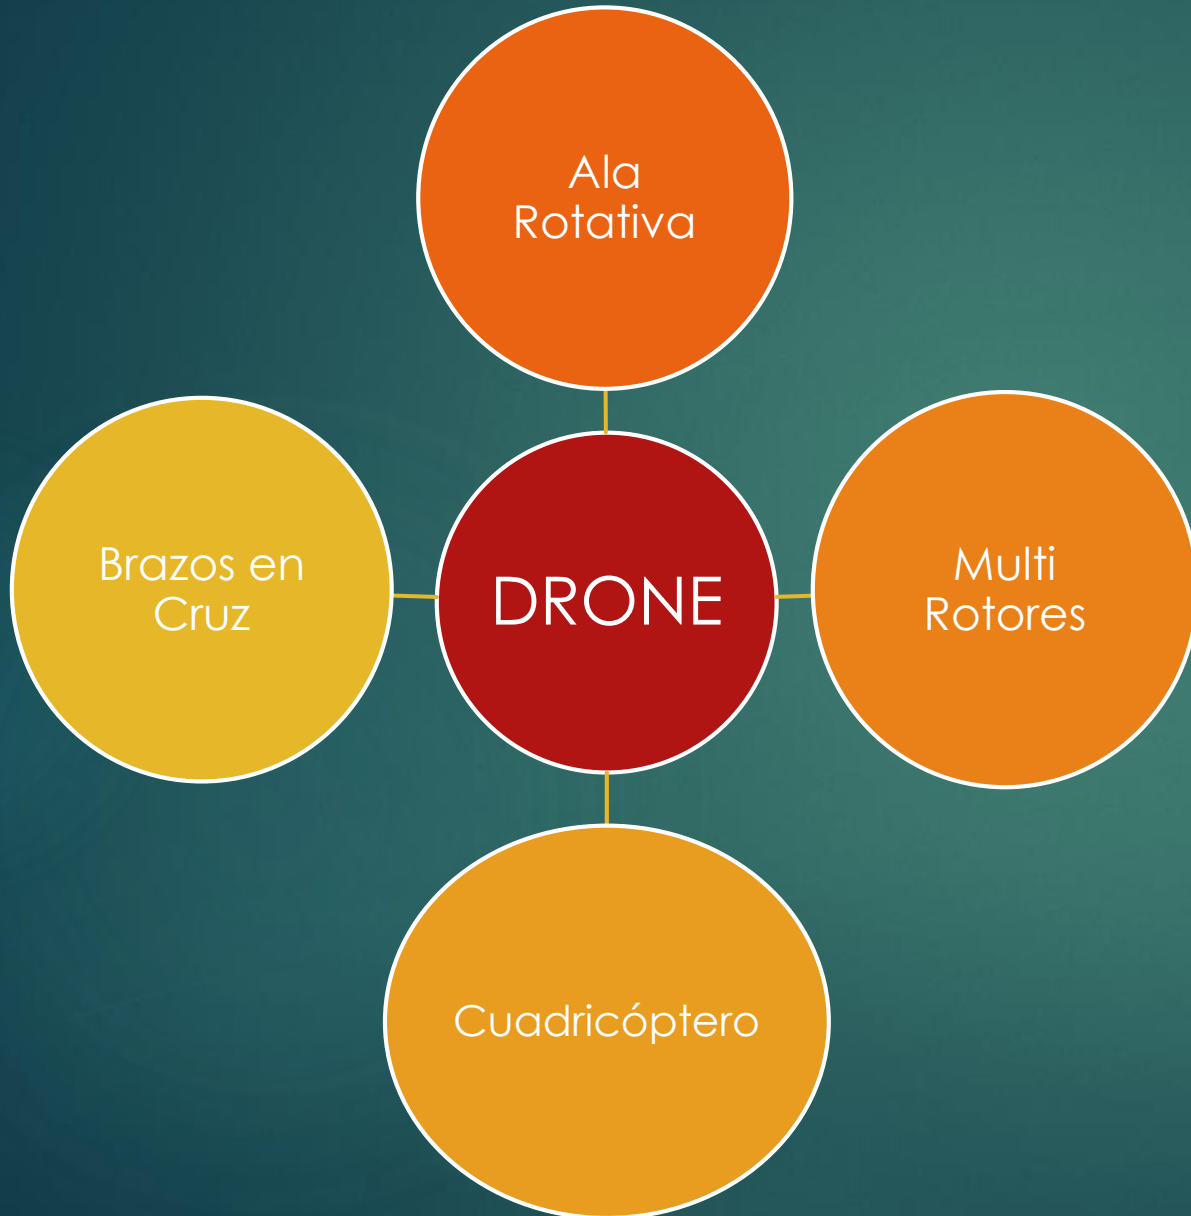 Ala
Rotativa
Brazos en
Cruz
DRONE
Multi
Rotores
Cuadricóptero